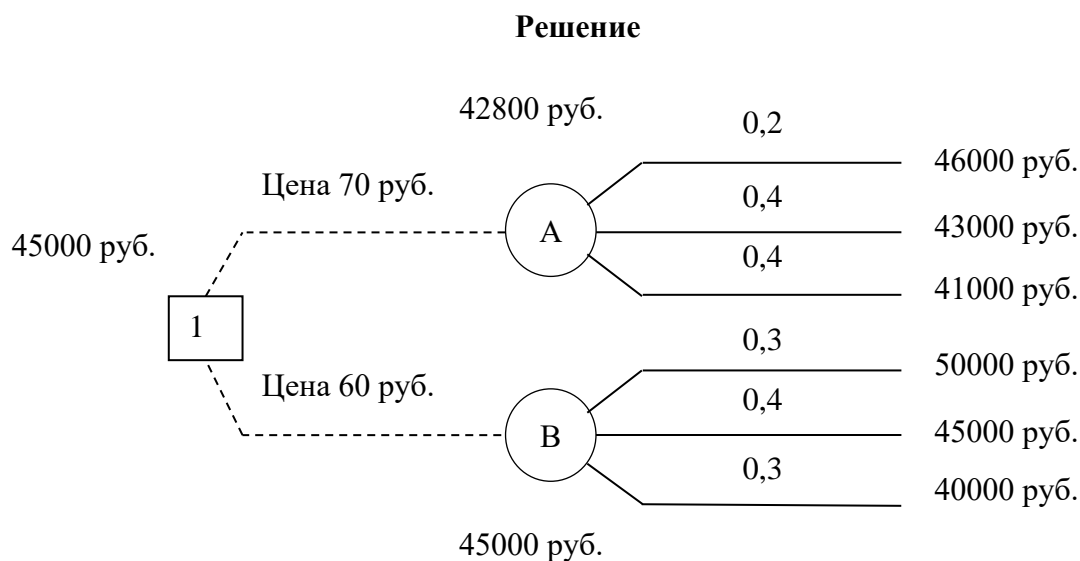 Решение
42800 руб.
0,2
46000 руб.
Цена 70 руб.
0,4
A
43000 руб.
45000 руб.
0,4
41000 руб.
1
0,3
50000 руб.
Цена 60 руб.
0,4
B
45000 руб.
0,3
40000 руб.
45000 руб.